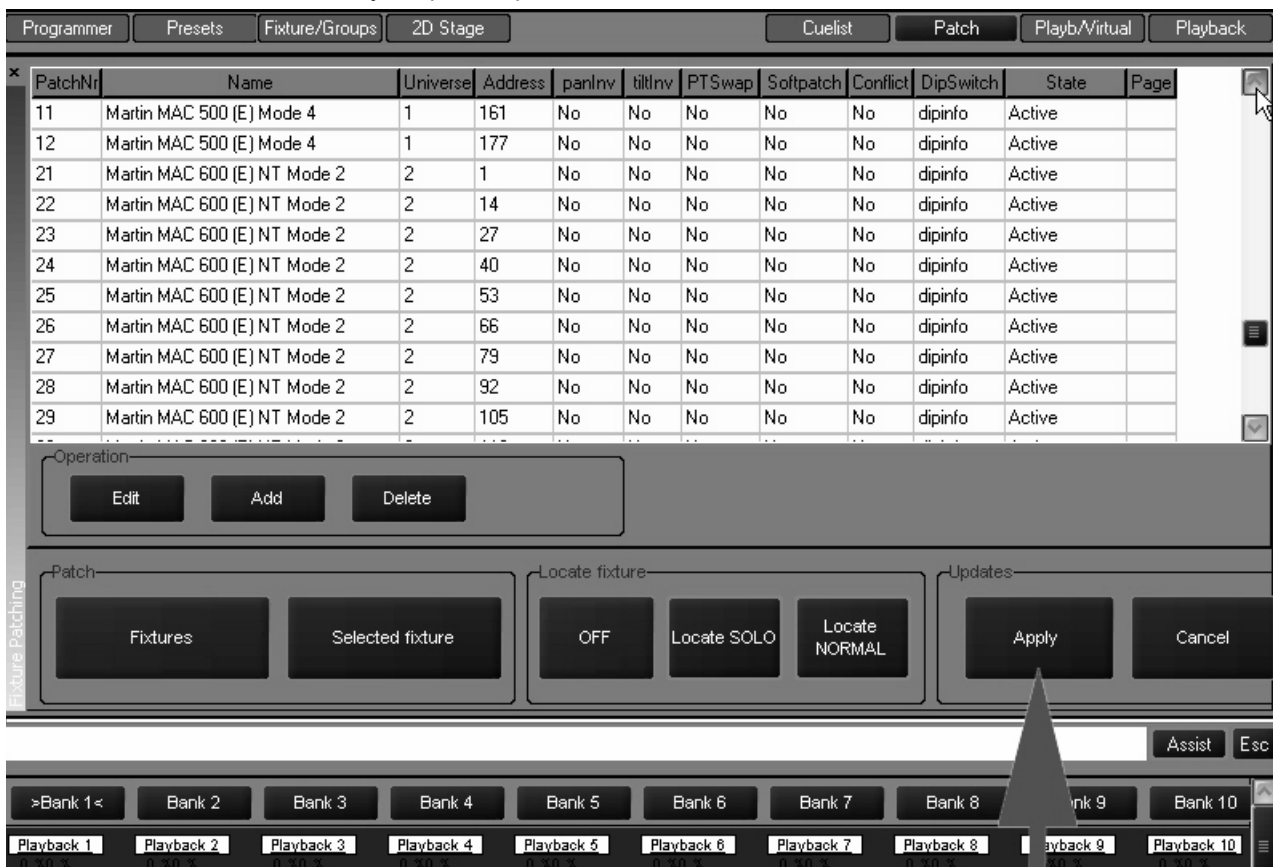 Programmer Presets Fixture/Groups 2D Stage Cuelist Patch Playb/Virtual Playback
x PatchNr Name Universe Address panInv tiltInv PTSwap Softpatch Conflict DipSwitch State Page
11 Martin MAC 500 (E) Mode 4 1 161 No No No No No dipinfo Active
12 Martin MAC 500 (E) Mode 4 1 177 No No No No No dipinfo Active
21 Martin MAC 600 (E) NT Mode 2 2 1 No No No No No dipinfo Active
22 Martin MAC 600 (E) NT Mode 2 2 14 No No No No No dipinfo Active
23 Martin MAC 600 (E) NT Mode 2 2 27 No No No No No dipinfo Active
24 Martin MAC 600 (E) NT Mode 2 2 40 No No No No No dipinfo Active
25 Martin MAC 600 (E) NT Mode 2 2 53 No No No No No dipinfo Active
26 Martin MAC 600 (E) NT Mode 2 2 66 No No No No No dipinfo Active
27 Martin MAC 600 (E) NT Mode 2 2 79 No No No No No dipinfo Active
28 Martin MAC 600 (E) NT Mode 2 2 92 No No No No No dipinfo Active
29 Martin MAC 600 (E) NT Mode 2 2 105 No No No No No dipinfo Active
Operation
Edit Add Delete
Fixture Patching
Patch Locate fixture Updates
Fixtures Selected fixture OFF Locate SOLO Locate NORMAL Apply Cancel
Assist Esc
>Bank 1< Bank 2 Bank 3 Bank 4 Bank 5 Bank 6 Bank 7 Bank 8 nk 9 Bank 10
Playback 1 Playback 2 Playback 3 Playback 4 Playback 5 Playback 6 Playback 7 Playback 8 ayback 9 Playback 10